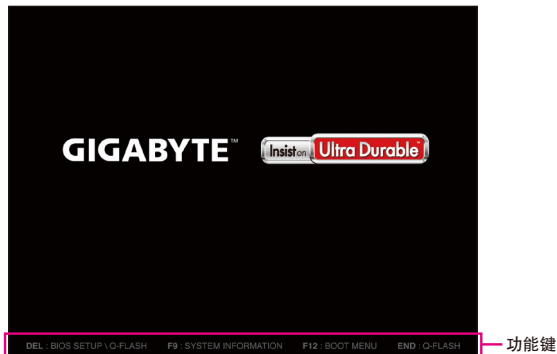 GIGABYTE™
Insist on Ultra Durable™
DEL : BIOS SETUP \ Q-FLASH F9 : SYSTEM INFORMATION F12 : BOOT MENU END : Q-FLASH
功能键